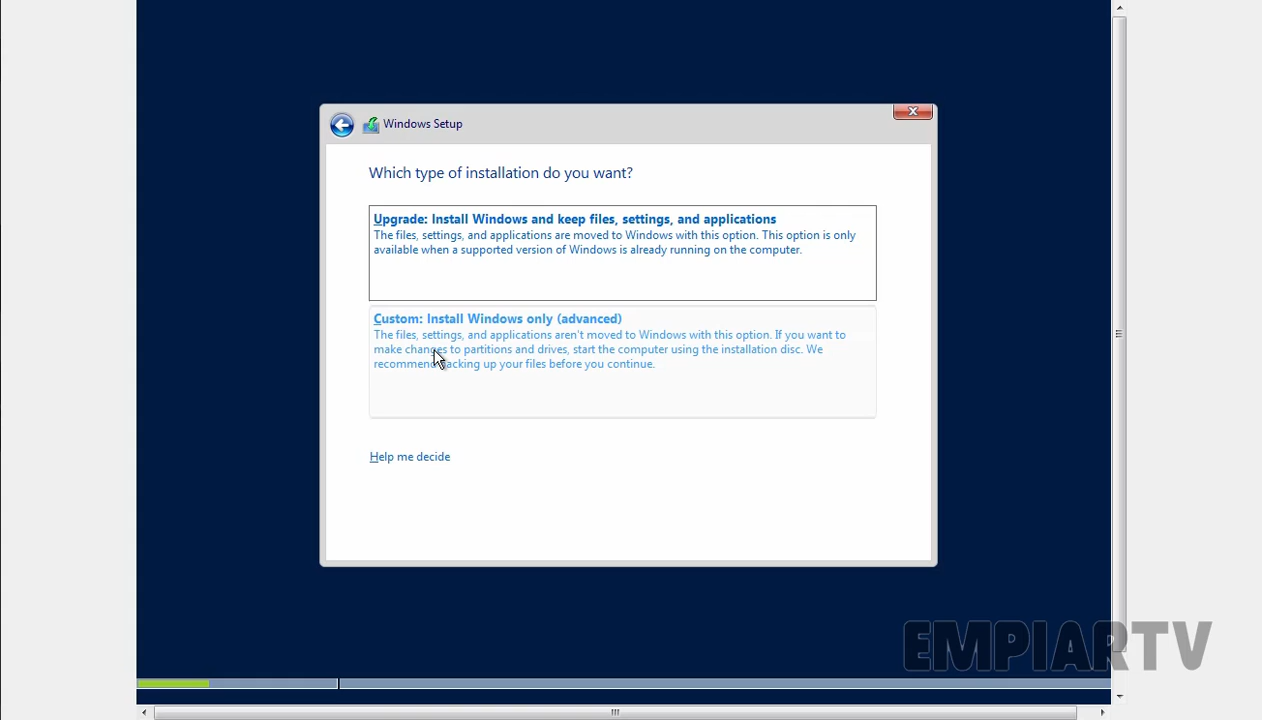 Windows Setup
Which type of installation do you want?
Upgrade: Install Windows and keep files, settings, and applications
The files, settings, and applications are moved to Windows with this option. This option is only
available when a supported version of Windows is already running on the computer.
Custom: Install Windows only (advanced)
The files, settings, and applications aren't moved to Windows with this option. If you want to
make changes to partitions and drives, start the computer using the installation disc. We
recommend backing up your files before you continue.
Help me decide
EMPIARTV